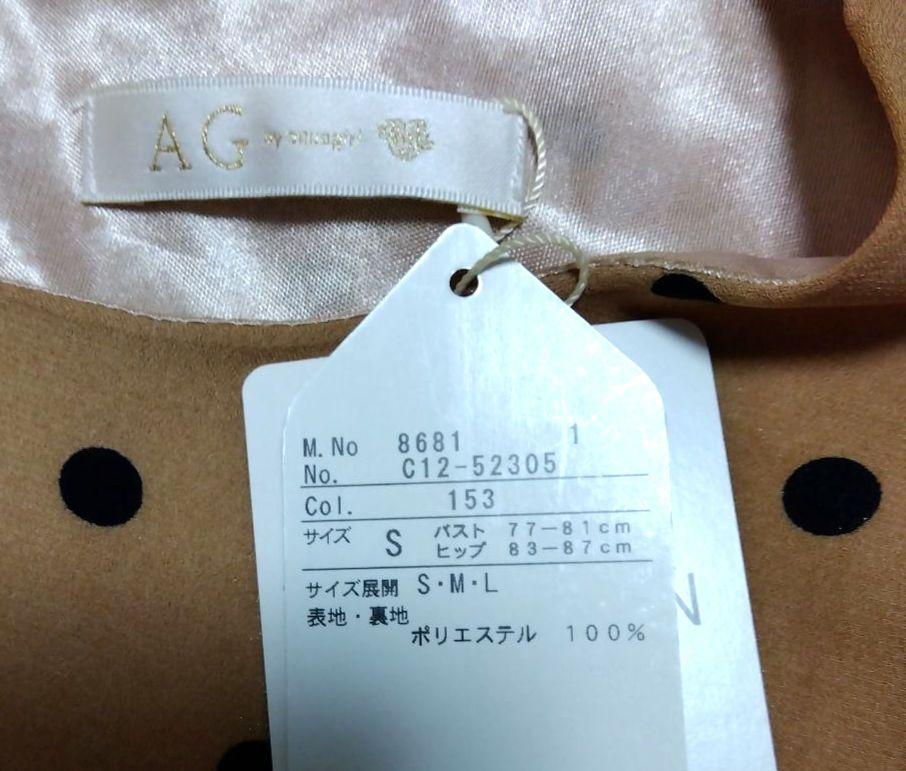 AG by aquagirl
M.No 8681 1
No. C12-52305
Col. 153
サイズ S バスト 77-81cm
ヒップ 83-87cm
サイズ展開 S・M・L
表地・裏地
ポリエステル 100%
N